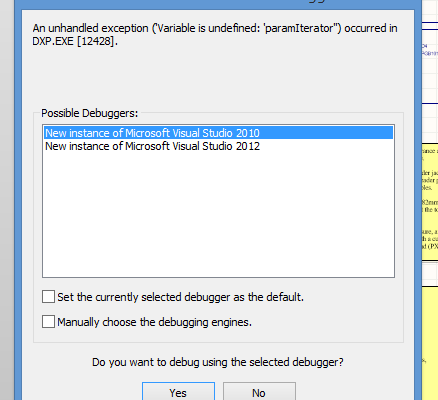 An unhandled exception ('Variable is undefined: 'paramIterator'') occurred in
DXP.EXE [12428].
Possible Debuggers:
New instance of Microsoft Visual Studio 2010
New instance of Microsoft Visual Studio 2012
Set the currently selected debugger as the default.
Manually choose the debugging engines.
Do you want to debug using the selected debugger?
Yes No